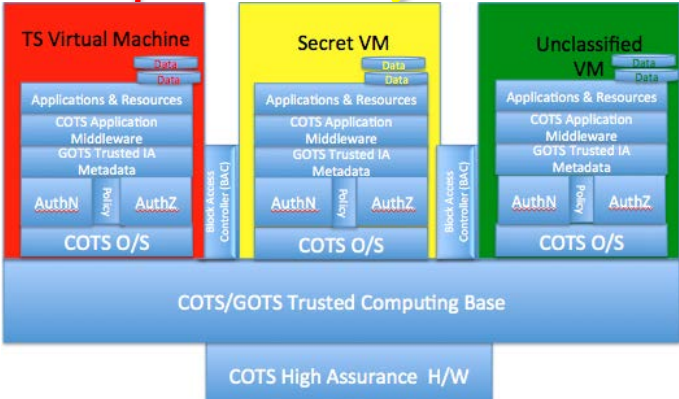 TS Virtual Machine
Data
Data
Applications & Resources
COTS Application
Middleware
GOTS Trusted IA
Metadata
AuthN
Policy
AuthZ
COTS O/S
Block Access
Controller (BAC)
Secret VM
Data
Data
Applications & Resources
COTS Application
Middleware
GOTS Trusted IA
Metadata
AuthN
Policy
AuthZ
COTS O/S
Block Access
Controller (BAC)
Unclassified
VM
Data
Data
Applications & Resources
COTS Application
Middleware
GOTS Trusted IA
Metadata
AuthN
Policy
AuthZ
COTS O/S
COTS/GOTS Trusted Computing Base
COTS High Assurance H/W